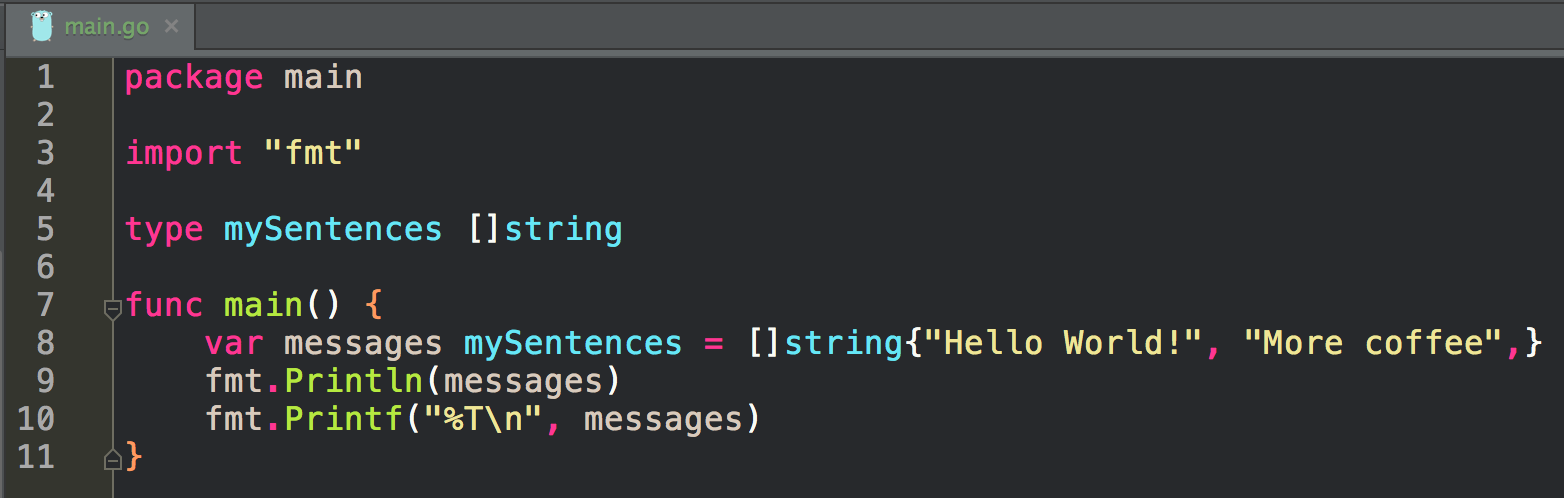 main.go ×
1 package main
2
3 import "fmt"
4
5 type mySentences []string
6
7 func main() {
8     var messages mySentences = []string{"Hello World!", "More coffee",}
9     fmt.Println(messages)
10     fmt.Printf("%T\n", messages)
11 }